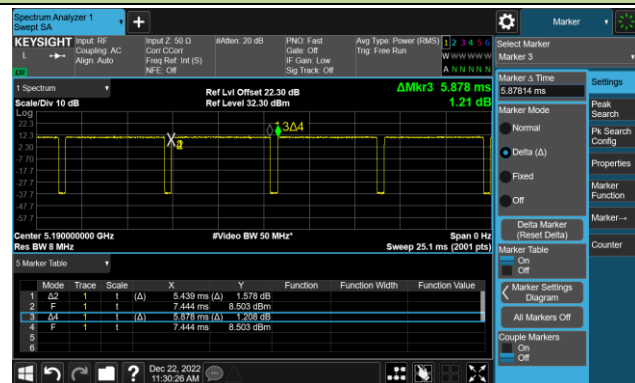 Spectrum Analyzer 1
Swept SA
+
Marker
KEYSIGHT
L
Input: RF
Coupling: AC
Align: Auto
Input Z: 50 Ω
Corr CCorr
Freq Ref: Int (S)
NFE: Off
#Atten: 20 dB
PNO: Fast
Gate: Off
IF Gain: Low
Sig Track: Off
Avg Type: Power (RMS)
Trig: Free Run
1 2 3 4 5 6
W W W W W W
A N N N N N
Select Marker
Marker 3
1 Spectrum
Scale/Div 10 dB
Ref Lvl Offset 22.30 dB
Ref Level 32.30 dBm
ΔMkr3 5.878 ms
1.21 dB
Log
22.3
12.3
2.30
-7.70
-17.7
-27.7
-37.7
-47.7
-57.7
3Δ4
Center 5.190000000 GHz
Res BW 8 MHz
#Video BW 50 MHz*
Span 0 Hz
Sweep 25.1 ms (2001 pts)
5 Marker Table
Mode Trace Scale X Y Function Function Width Function Value
1 Δ2 1 t (Δ) 5.439 ms (Δ) 1.578 dB
2 F 1 t 7.444 ms 8.503 dBm
3 Δ4 1 t (Δ) 5.878 ms (Δ) 1.208 dB
4 F 1 t 7.444 ms 8.503 dBm
5
6
Marker Δ Time
5.87814 ms
Marker Mode
Normal
Delta (Δ)
Fixed
Off
Delta Marker
(Reset Delta)
Marker Table
On
Off
Marker Settings
Diagram
All Markers Off
Couple Markers
On
Off
Settings
Peak
Search
Pk Search
Config
Properties
Marker
Function
Marker→
Counter
?
Dec 22, 2022
11:30:26 AM